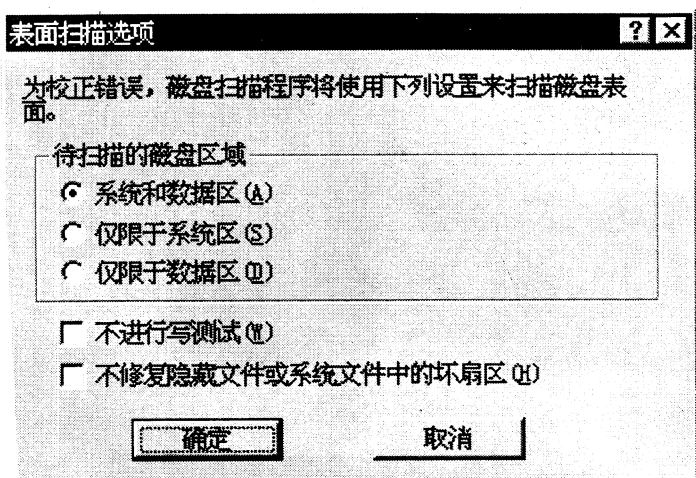 表面扫描选项
为校正错误，磁盘扫描程序将使用下列设置来扫描磁盘表
面。
待扫描的磁盘区域
系统和数据区(A)
仅限于系统区(S)
仅限于数据区(D)
不进行写测试(W)
不修复隐藏文件或系统文件中的坏扇区(H)
确定
取消